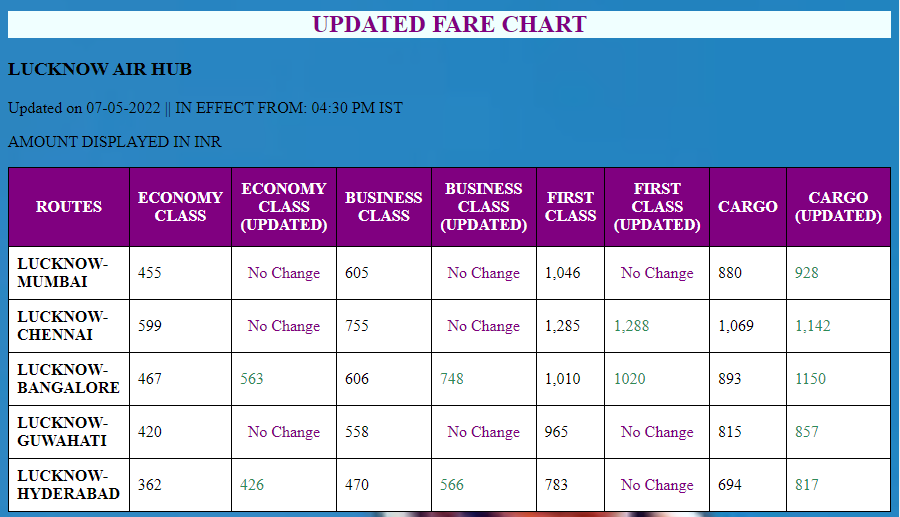 UPDATED FARE CHART
LUCKNOW AIR HUB
Updated on 07-05-2022 || IN EFFECT FROM: 04:30 PM IST
AMOUNT DISPLAYED IN INR
ROUTES ECONOMY CLASS ECONOMY CLASS (UPDATED) BUSINESS CLASS BUSINESS CLASS (UPDATED) FIRST CLASS FIRST CLASS (UPDATED) CARGO CARGO (UPDATED)
LUCKNOW-MUMBAI 455 No Change 605 No Change 1,046 No Change 880 928
LUCKNOW-CHENNAI 599 No Change 755 No Change 1,285 1,288 1,069 1,142
LUCKNOW-BANGALORE 467 563 606 748 1,010 1020 893 1150
LUCKNOW-GUWAHATI 420 No Change 558 No Change 965 No Change 815 857
LUCKNOW-HYDERABAD 362 426 470 566 783 No Change 694 817